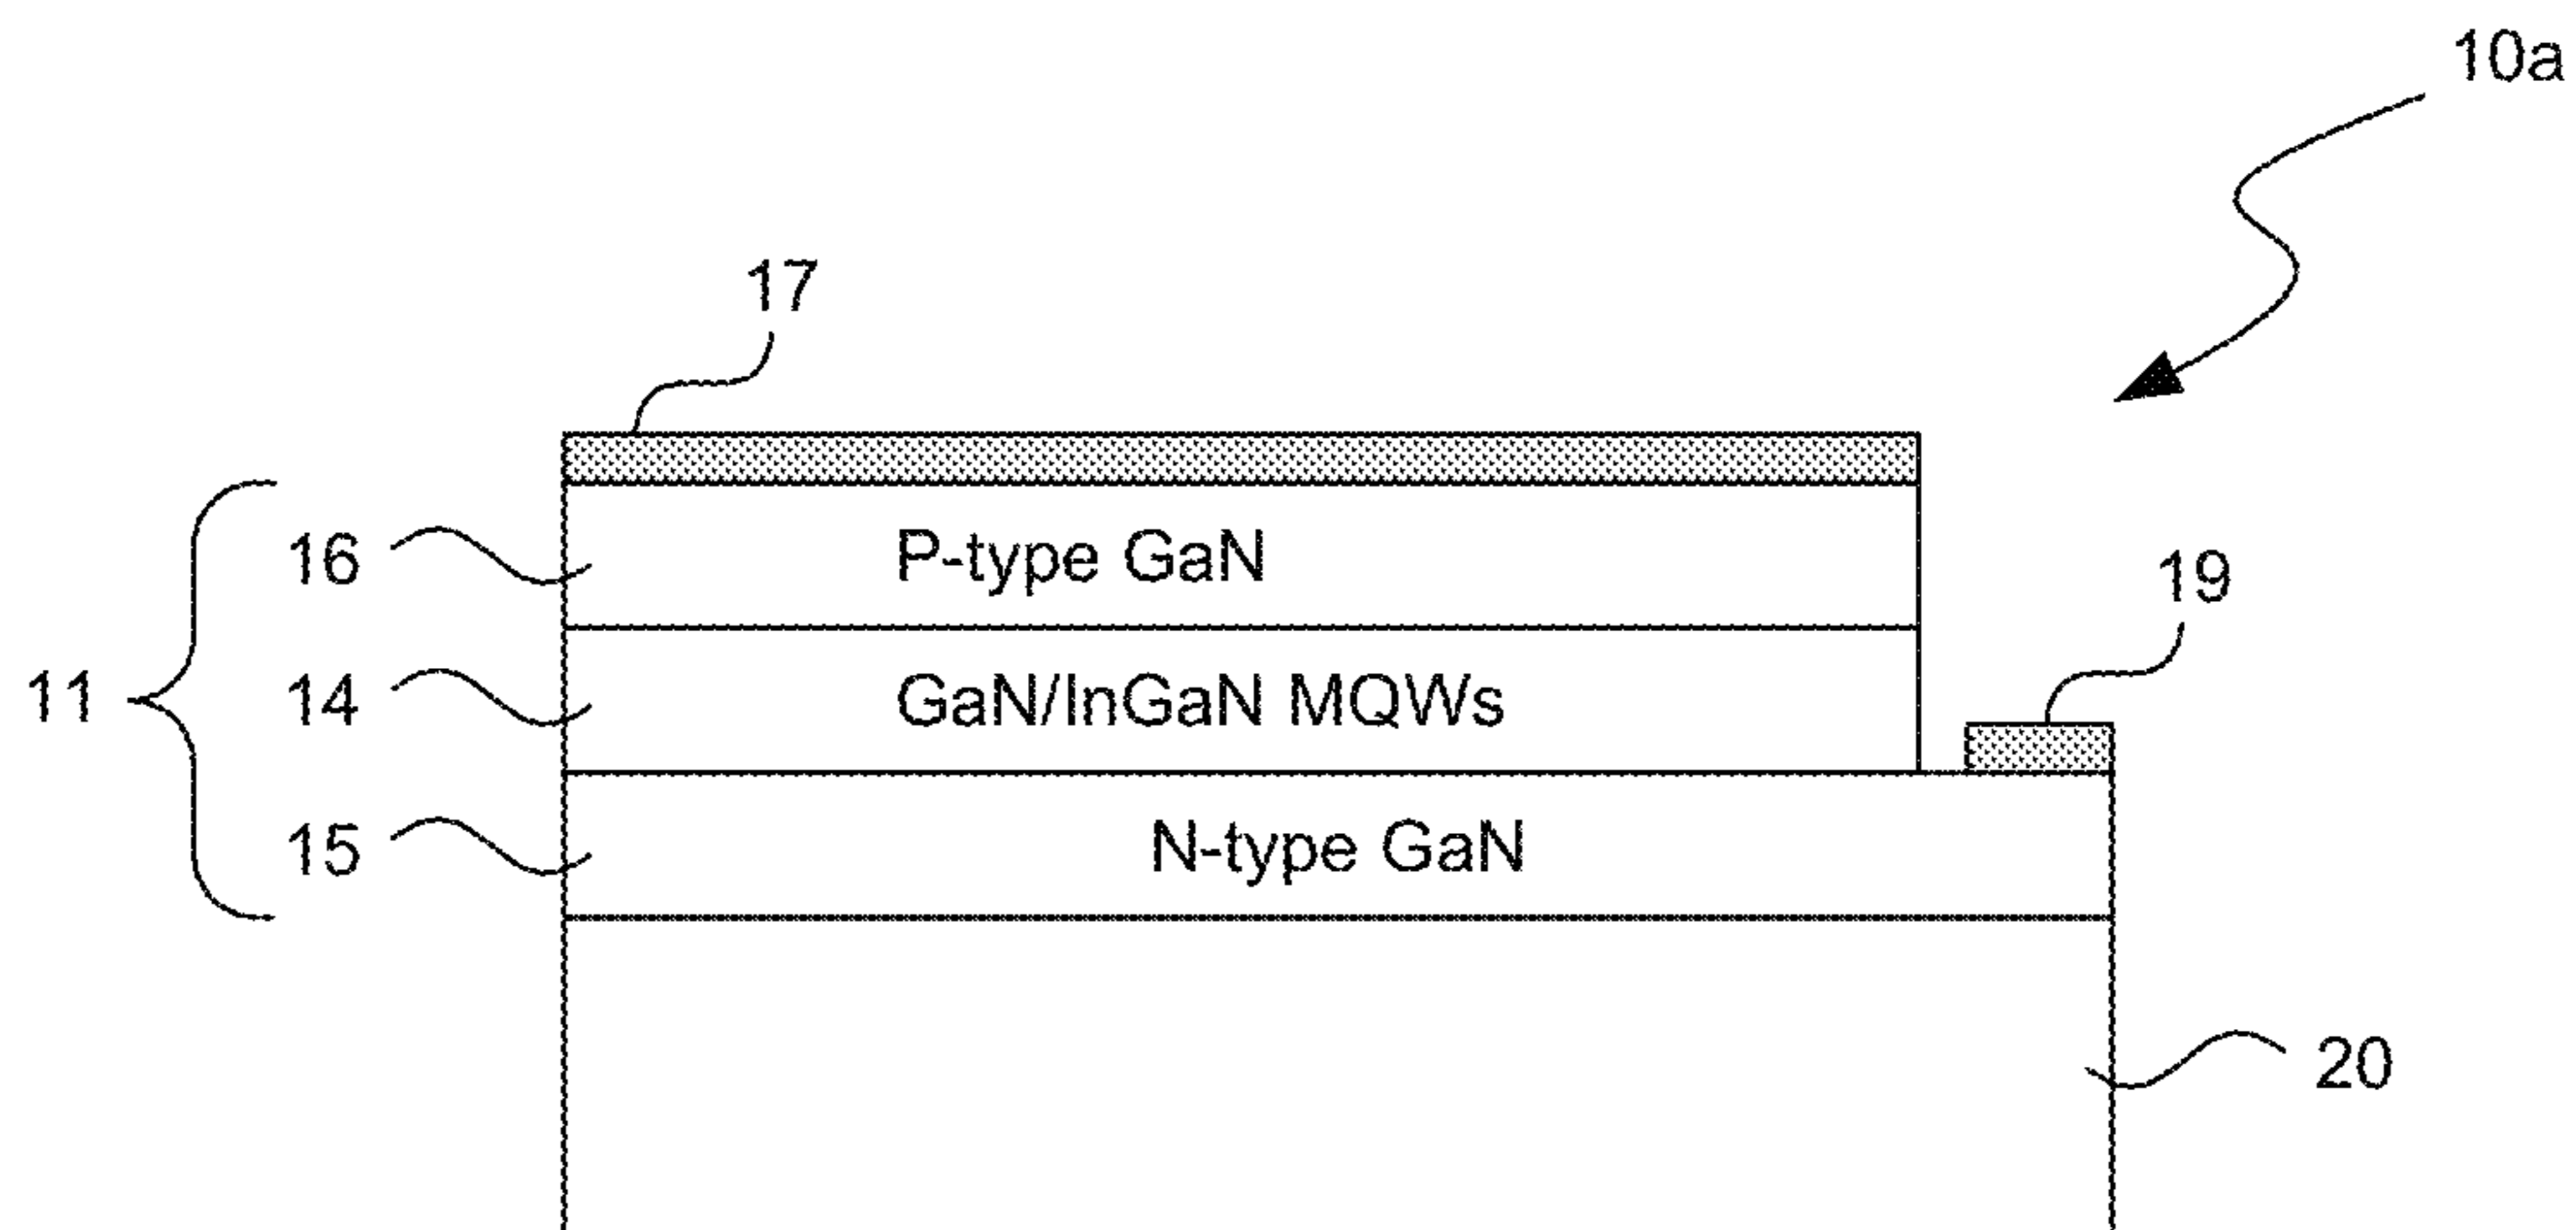 10a
17
16 P-type GaN
19
11 14 GaN/InGaN MQWs
15 N-type GaN
20